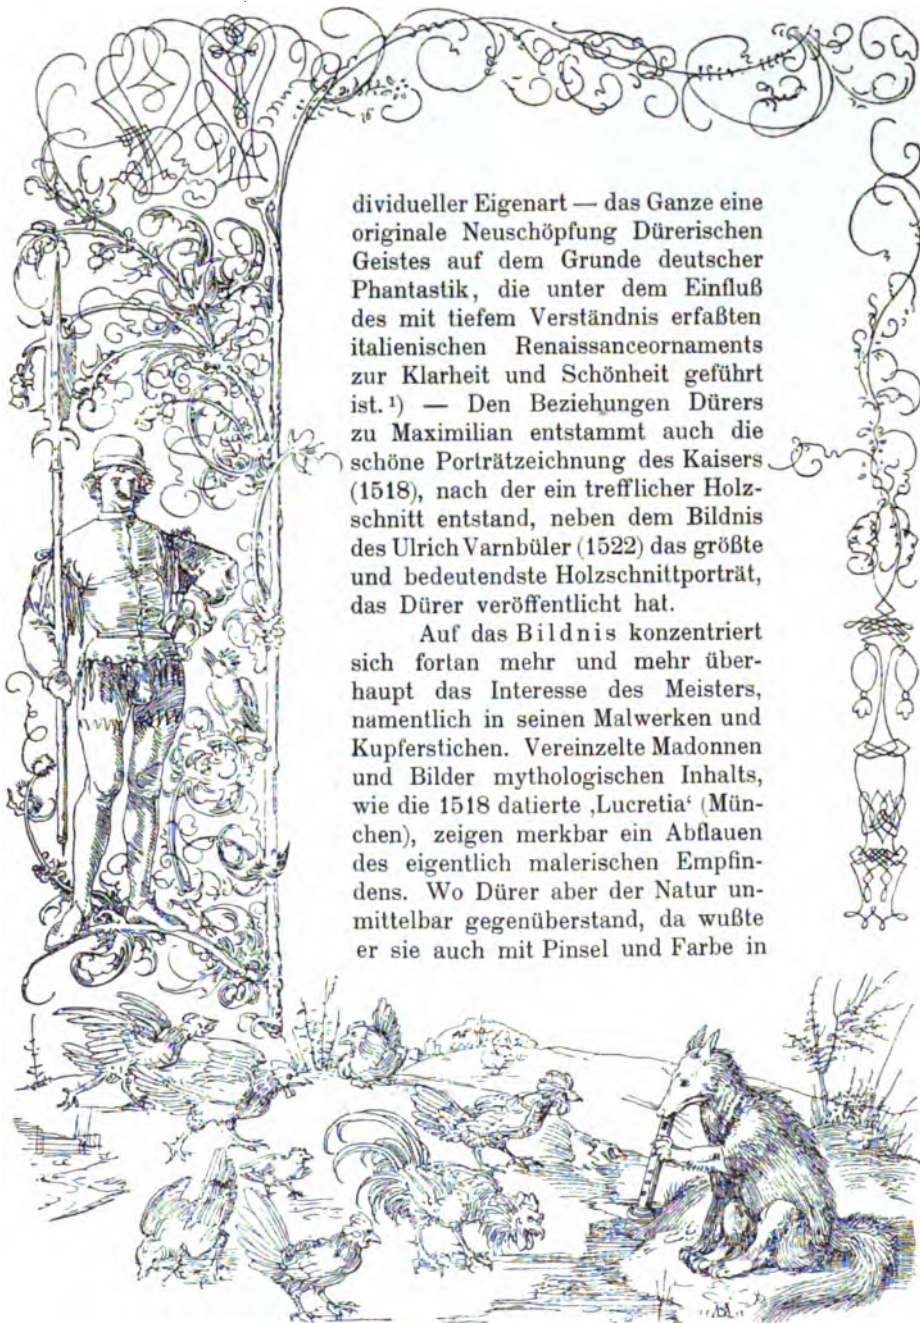 dividueller Eigenart — das Ganze eine
originale Neuschöpfung Dürerischen
Geistes auf dem Grunde deutscher
Phantastik, die unter dem Einfluß
des mit tiefem Verständnis erfaßten
italienischen Renaissanceornaments
zur Klarheit und Schönheit geführt
ist. ¹) — Den Beziehungen Dürers
zu Maximilian entstammt auch die
schöne Porträtzeichnung des Kaisers
(1518), nach der ein trefflicher Holz-
schnitt entstand, neben dem Bildnis
des Ulrich Varnbüler (1522) das größte
und bedeutendste Holzschnittporträt,
das Dürer veröffentlicht hat.
Auf das Bildnis konzentriert
sich fortan mehr und mehr über-
haupt das Interesse des Meisters,
namentlich in seinen Malwerken und
Kupferstichen. Vereinzelte Madonnen
und Bilder mythologischen Inhalts,
wie die 1518 datierte ‚Lucretia‘ (Mün-
chen), zeigen merkbar ein Abflauen
des eigentlich malerischen Empfin-
dens. Wo Dürer aber der Natur un-
mittelbar gegenüberstand, da wußte
er sie auch mit Pinsel und Farbe in